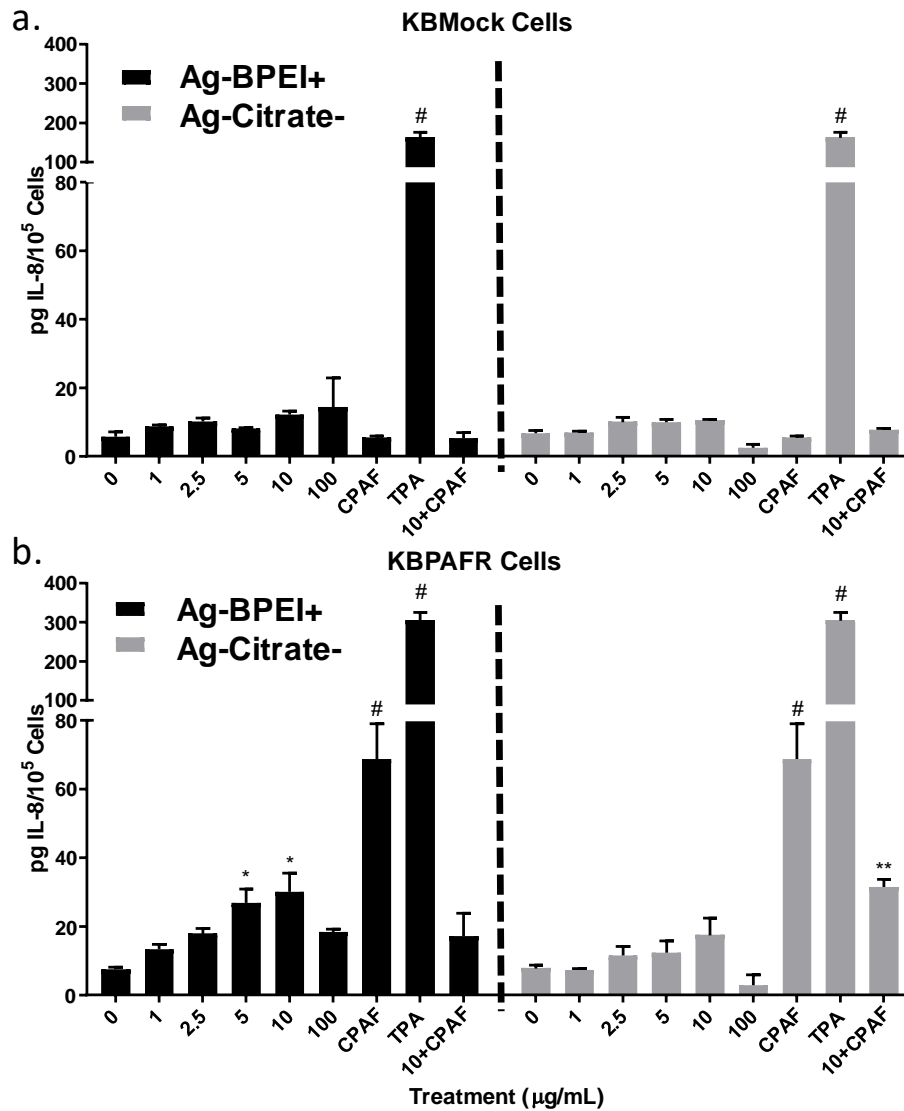 a.
KBMock Cells
Ag-BPEI+
Ag-Citrate-
pg IL-8/10⁵ Cells
400
300
200
100
80
60
40
20
0
# #
0 1 2.5 5 10 100 CPAF TPA 10+CPAF 0 1 2.5 5 10 100 CPAF TPA 10+CPAF
b.
KBPAFR Cells
Ag-BPEI+
Ag-Citrate-
pg IL-8/10⁵ Cells
400
300
200
100
80
60
40
20
0
* * # # # # **
0 1 2.5 5 10 100 CPAF TPA 10+CPAF 0 1 2.5 5 10 100 CPAF TPA 10+CPAF
Treatment (µg/mL)